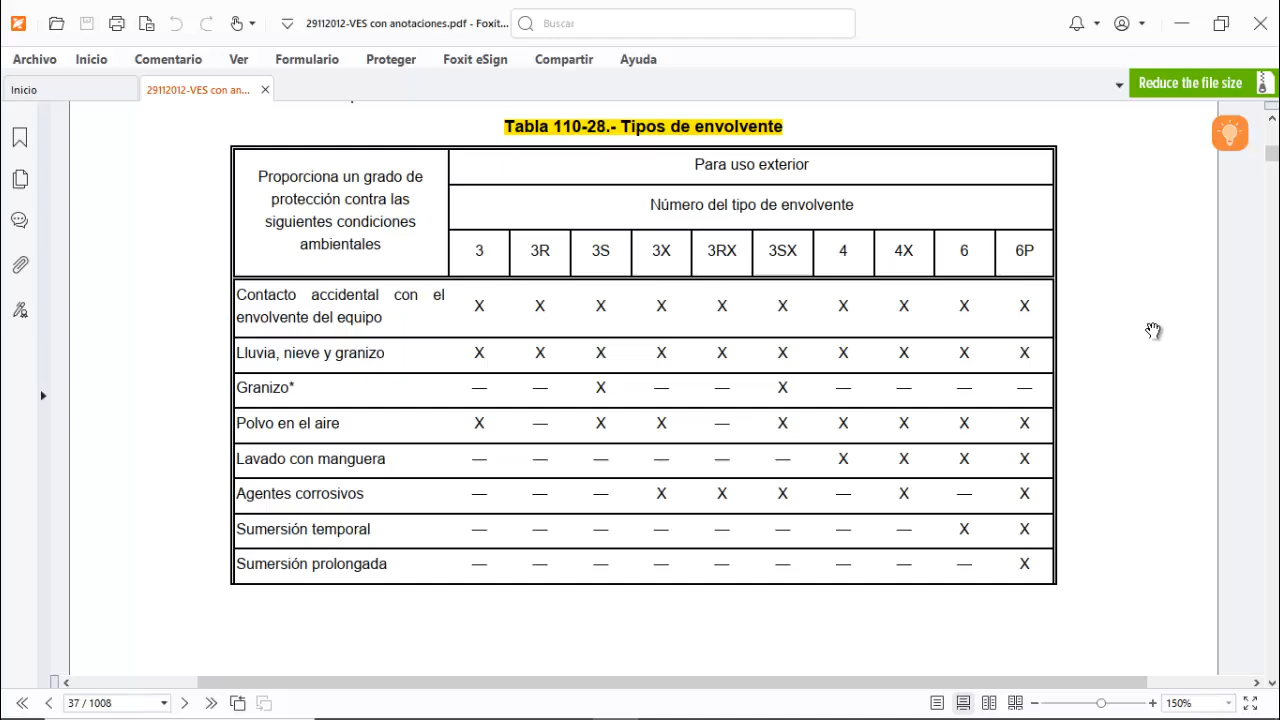 29112012-VES con anotaciones.pdf - Foxit...
Buscar
Archivo Inicio Comentario Ver Formulario Proteger Foxit eSign Compartir Ayuda
Inicio
29112012-VES con an...
Reduce the file size
Tabla 110-28.- Tipos de envolvente
Proporciona un grado de
protección contra las
siguientes condiciones
ambientales
Para uso exterior
Número del tipo de envolvente
3 3R 3S 3X 3RX 3SX 4 4X 6 6P
Contacto accidental con el
envolvente del equipo
X X X X X X X X X X
Lluvia, nieve y granizo X X X X X X X X X X
Granizo* — — X — — X — — — —
Polvo en el aire X — X X — X X X X X
Lavado con manguera — — — — — — X X X X
Agentes corrosivos — — — X X X — X — X
Sumersión temporal — — — — — — — — X X
Sumersión prolongada — — — — — — — — — X
37 / 1008
150%